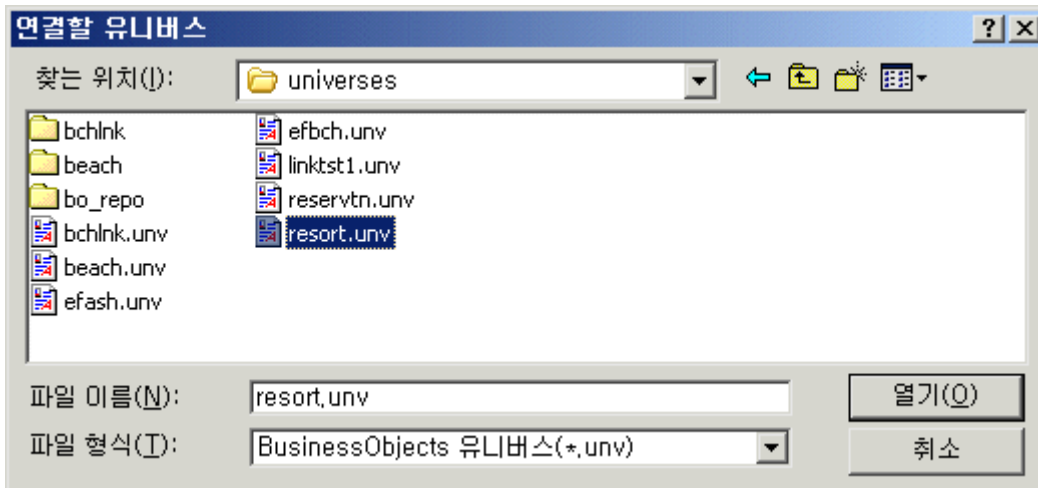 연결할 유니버스
찾는 위치(I): universes
bchlnk
beach
bo_repo
bchlnk.unv
beach.unv
efash.unv
efbch.unv
linktst1.unv
reservtn.unv
resort.unv
파일 이름(N): resort.unv 열기(O)
파일 형식(T): BusinessObjects 유니버스(*.unv) 취소